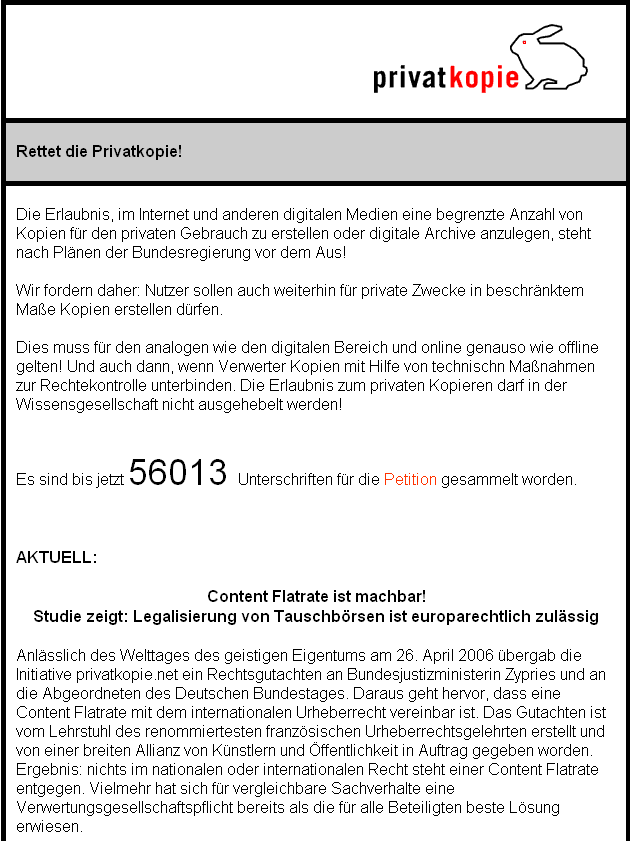 privatkopie
Rettet die Privatkopie!
Die Erlaubnis, im Internet und anderen digitalen Medien eine begrenzte Anzahl von
Kopien für den privaten Gebrauch zu erstellen oder digitale Archive anzulegen, steht
nach Plänen der Bundesregierung vor dem Aus!
Wir fordern daher: Nutzer sollen auch weiterhin für private Zwecke in beschränktem
Maße Kopien erstellen dürfen.
Dies muss für den analogen wie den digitalen Bereich und online genauso wie offline
gelten! Und auch dann, wenn Verwerter Kopien mit Hilfe von technischn Maßnahmen
zur Rechtekontrolle unterbinden. Die Erlaubnis zum privaten Kopieren darf in der
Wissensgesellschaft nicht ausgehebelt werden!
Es sind bis jetzt 56013 Unterschriften für die Petition gesammelt worden.
AKTUELL:
Content Flatrate ist machbar!
Studie zeigt: Legalisierung von Tauschbörsen ist europarechtlich zulässig
Anlässlich des Welttages des geistigen Eigentums am 26. April 2006 übergab die
Initiative privatkopie.net ein Rechtsgutachten an Bundesjustizministerin Zypries und an
die Abgeordneten des Deutschen Bundestages. Daraus geht hervor, dass eine
Content Flatrate mit dem internationalen Urheberrecht vereinbar ist. Das Gutachten ist
vom Lehrstuhl des renommiertesten französischen Urheberrechtsgelehrten erstellt und
von einer breiten Allianz von Künstlern und Öffentlichkeit in Auftrag gegeben worden.
Ergebnis: nichts im nationalen oder internationalen Recht steht einer Content Flatrate
entgegen. Vielmehr hat sich für vergleichbare Sachverhalte eine
Verwertungsgesellschaftspflicht bereits als die für alle Beteiligten beste Lösung
erwiesen.